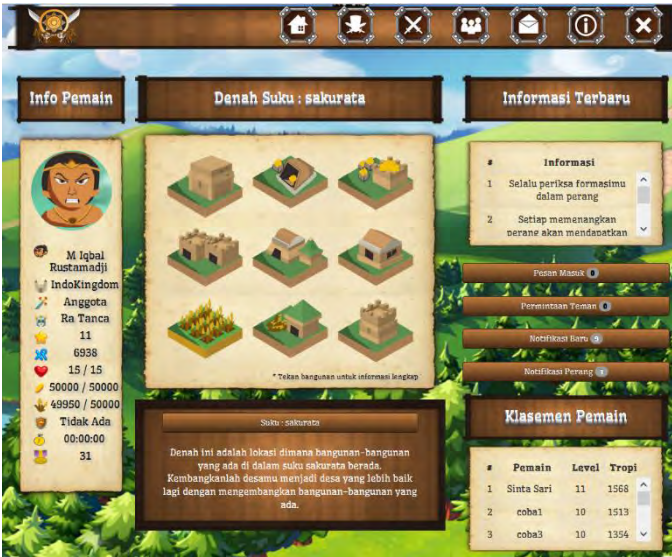 Info Pemain
M Iqbal
Rustamadji
IndoKingdom
Anggota
Ra Tanca
11
6938
15 / 15
50000 / 50000
49950 / 50000
Tidak Ada
00:00:00
31
Denah Suku : sakurata
* Tekan bangunan untuk informasi lengkap
Suku : sakurata
Denah ini adalah lokasi dimana bangunan-bangunan
yang ada di dalam suku sakurata berada.
Kembangkanlah desamu menjadi desa yang lebih baik
lagi dengan mengembangkan bangunan-bangunan yang
ada.
Informasi Terbaru
# Informasi
1 Selalu periksa formasimu
dalam perang
2 Setiap memenangkan
perang akan mendapatkan
Pesan Masuk 0
Permintaan Teman 0
Notifikasi Baru 9
Notifikasi Perang 1
Klasemen Pemain
# Pemain Level Tropi
1 Sinta Sari 11 1568
2 coba1 10 1513
3 coba3 10 1354